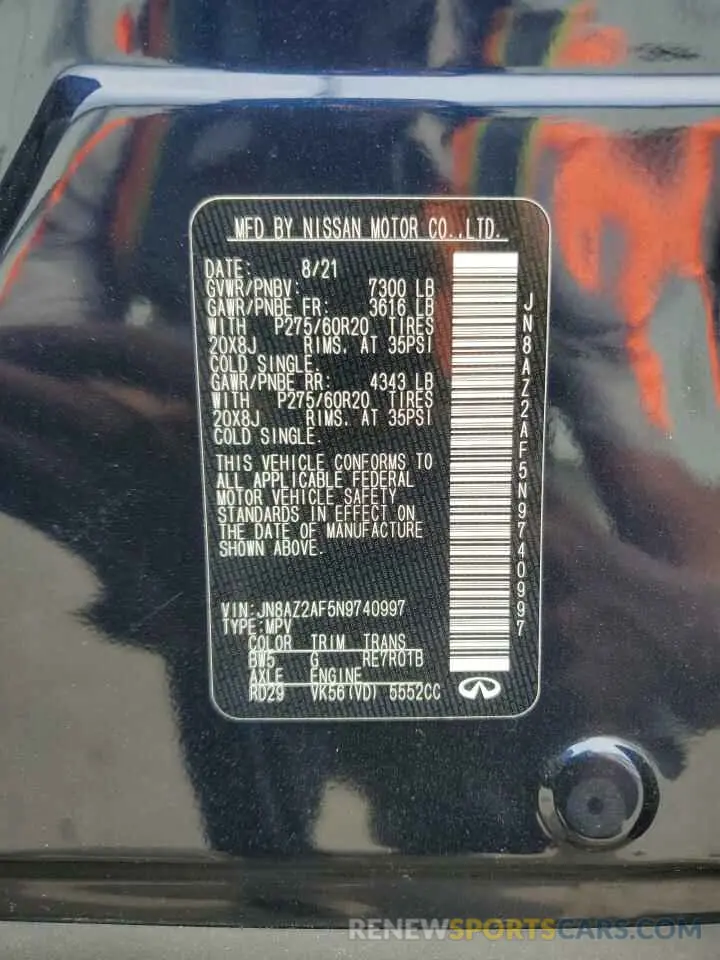 MFD BY NISSAN MOTOR CO.,LTD.
DATE: 8/21
GVWR/PNBV: 7300 LB
GAWR/PNBE FR: 3616 LB
WITH P275/60R20 TIRES
20X8J RIMS, AT 35PSI
COLD SINGLE.
GAWR/PNBE RR: 4343 LB
WITH P275/60R20 TIRES
20X8J RIMS, AT 35PSI
COLD SINGLE.
THIS VEHICLE CONFORMS TO
ALL APPLICABLE FEDERAL
MOTOR VEHICLE SAFETY
STANDARDS IN EFFECT ON
THE DATE OF MANUFACTURE
SHOWN ABOVE.
VIN:JN8AZ2AF5N9740997
TYPE:MPV
COLOR TRIM TRANS
BW5 G RE7R01B
AXLE ENGINE
RD29 VK56(VD) 5552CC
JN8AZ2AF5N9740997
RENEWSPORTSCARS.COM